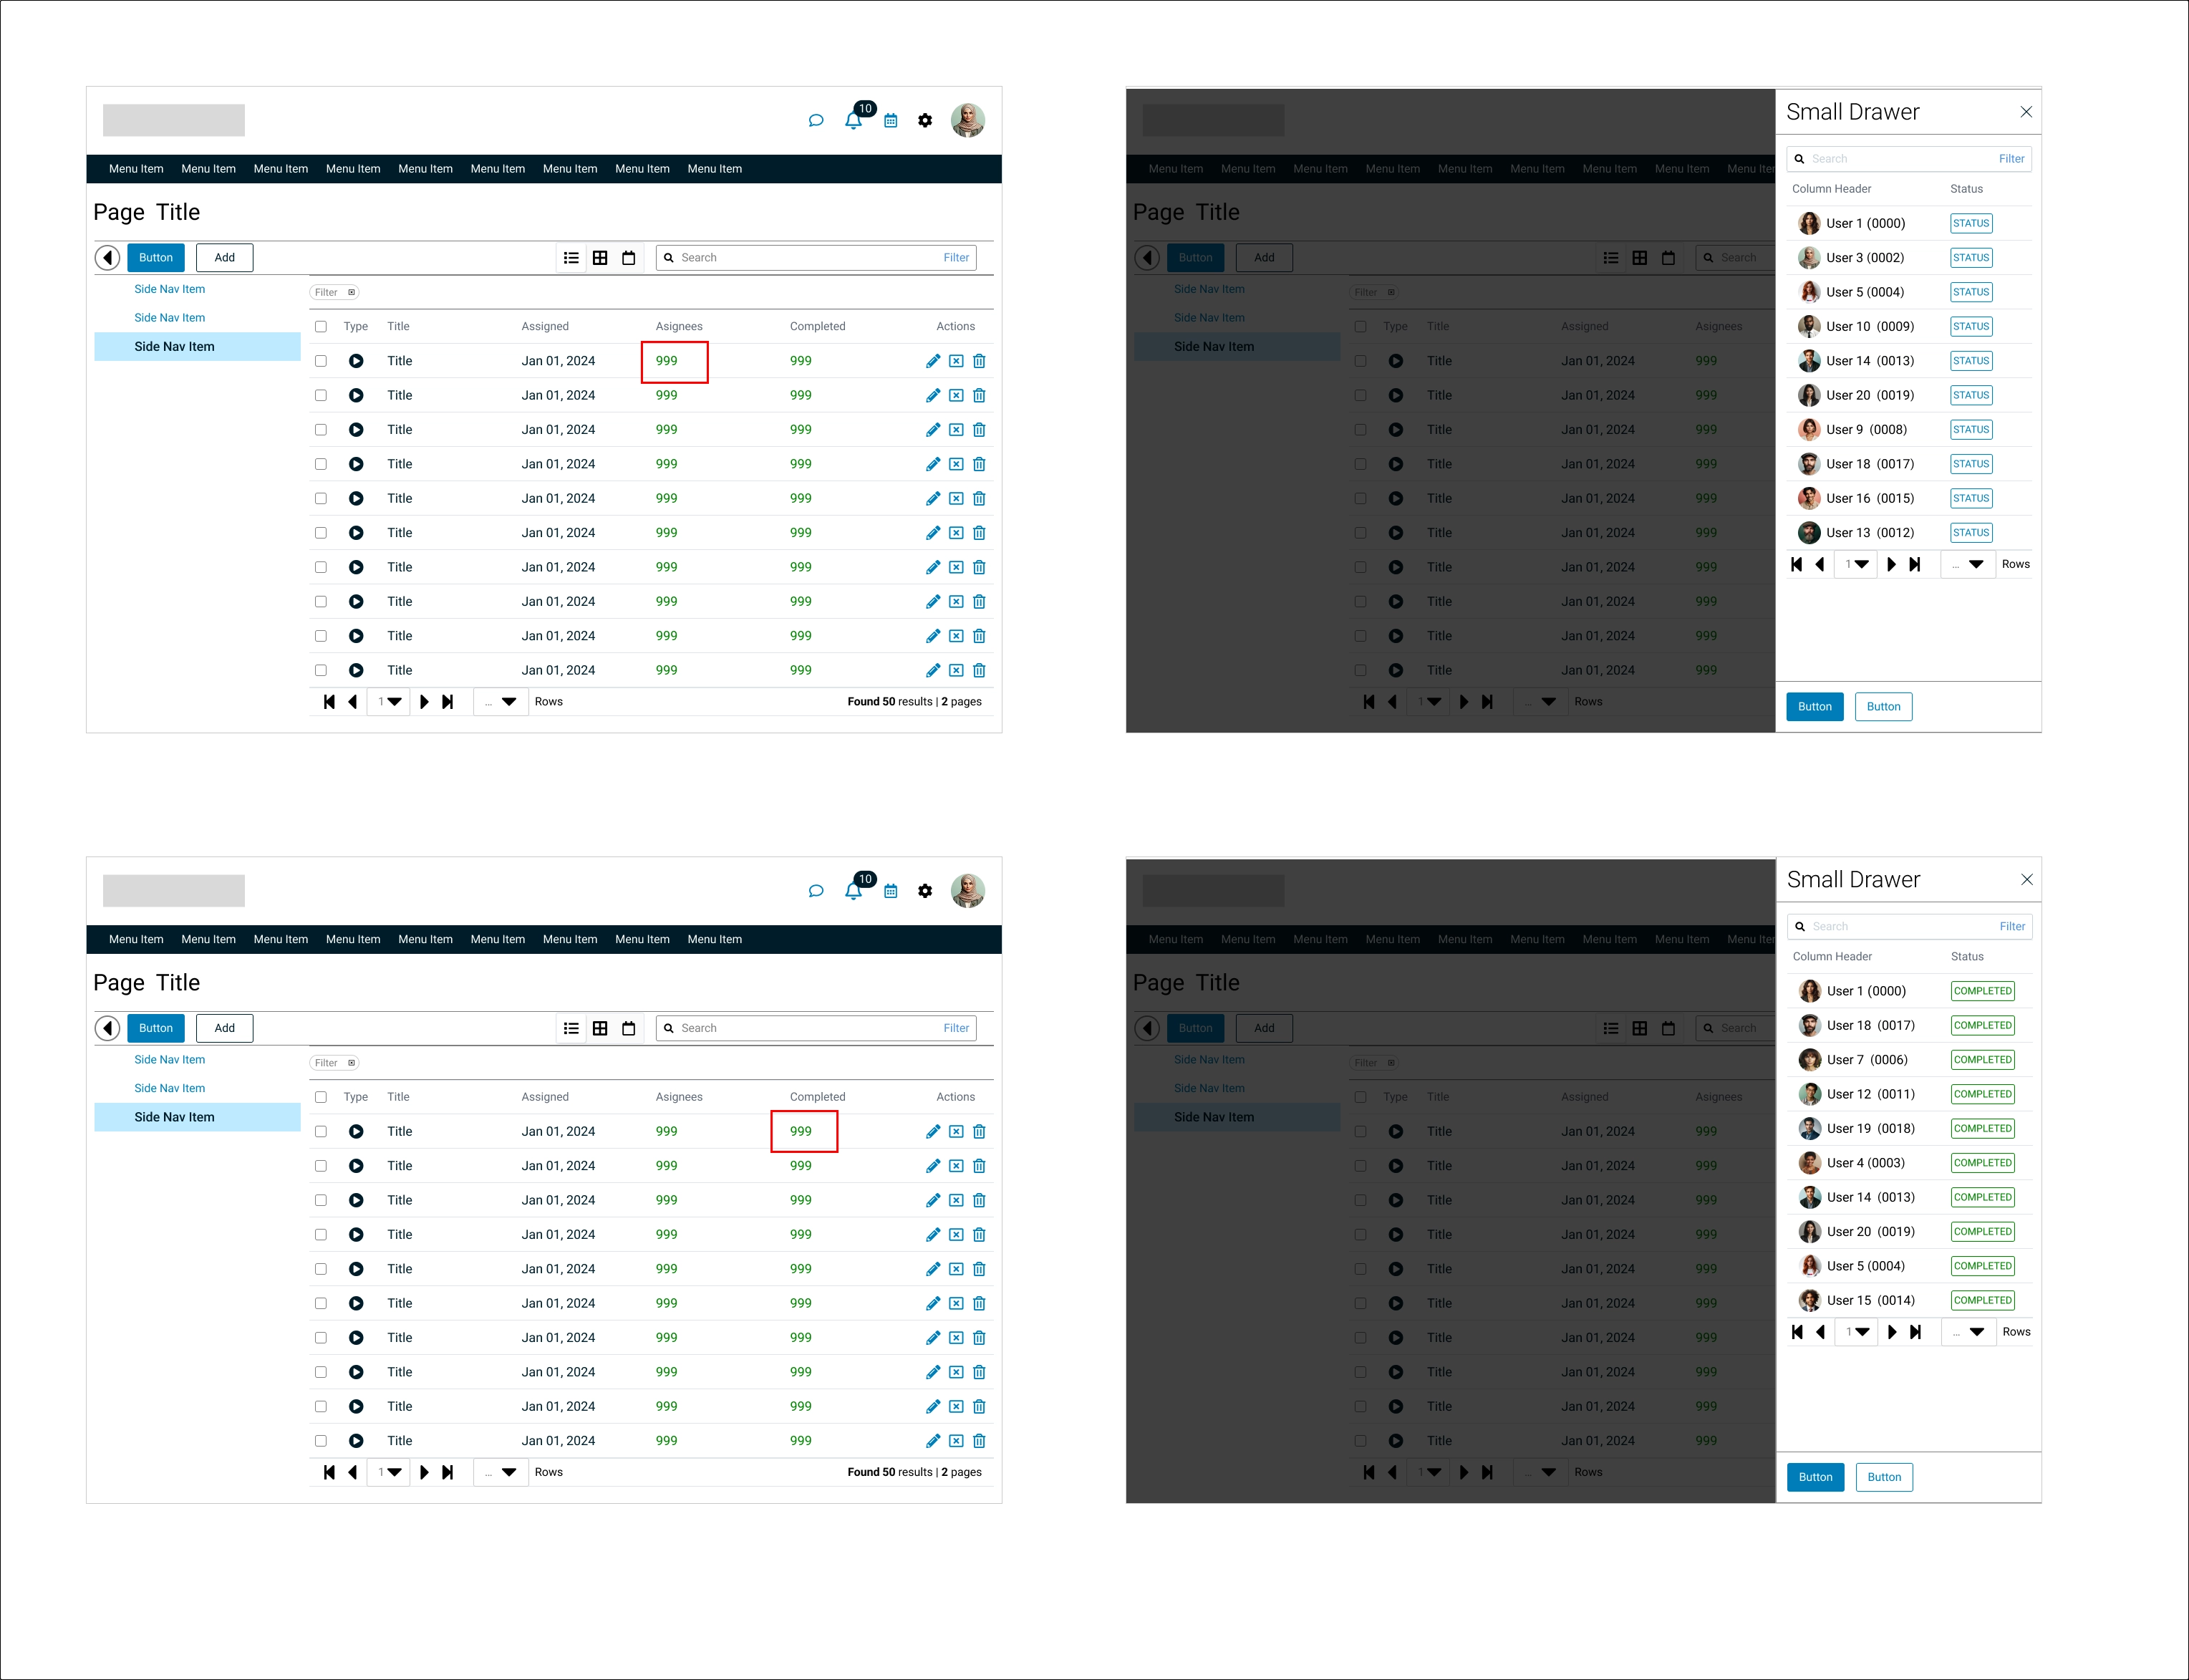 10
Menu Item Menu Item Menu Item Menu Item Menu Item Menu Item Menu Item Menu Item Menu Item
Page Title
Button Add Search Filter
Side Nav Item
Side Nav Item
Side Nav Item
Filter
Type Title Assigned Asignees Completed Actions
Title Jan 01, 2024 999 999
Title Jan 01, 2024 999 999
Title Jan 01, 2024 999 999
Title Jan 01, 2024 999 999
Title Jan 01, 2024 999 999
Title Jan 01, 2024 999 999
Title Jan 01, 2024 999 999
Title Jan 01, 2024 999 999
Title Jan 01, 2024 999 999
Title Jan 01, 2024 999 999
1 ... Rows Found 50 results | 2 pages
Menu Item Menu Item Menu Item Menu Item Menu Item Menu Item Menu Item Menu Item Menu Iter
Page Title
Button Add Search
Side Nav Item
Side Nav Item
Side Nav Item
Filter
Type Title Assigned Asignees
Title Jan 01, 2024 999
Title Jan 01, 2024 999
Title Jan 01, 2024 999
Title Jan 01, 2024 999
Title Jan 01, 2024 999
Title Jan 01, 2024 999
Title Jan 01, 2024 999
Title Jan 01, 2024 999
Title Jan 01, 2024 999
Title Jan 01, 2024 999
1 ... Rows
Small Drawer
Search Filter
Column Header Status
User 1 (0000) STATUS
User 3 (0002) STATUS
User 5 (0004) STATUS
User 10 (0009) STATUS
User 14 (0013) STATUS
User 20 (0019) STATUS
User 9 (0008) STATUS
User 18 (0017) STATUS
User 16 (0015) STATUS
User 13 (0012) STATUS
1 ... Rows
Button Button
10
Menu Item Menu Item Menu Item Menu Item Menu Item Menu Item Menu Item Menu Item Menu Item
Page Title
Button Add Search Filter
Side Nav Item
Side Nav Item
Side Nav Item
Filter
Type Title Assigned Asignees Completed Actions
Title Jan 01, 2024 999 999
Title Jan 01, 2024 999 999
Title Jan 01, 2024 999 999
Title Jan 01, 2024 999 999
Title Jan 01, 2024 999 999
Title Jan 01, 2024 999 999
Title Jan 01, 2024 999 999
Title Jan 01, 2024 999 999
Title Jan 01, 2024 999 999
Title Jan 01, 2024 999 999
1 ... Rows Found 50 results | 2 pages
Menu Item Menu Item Menu Item Menu Item Menu Item Menu Item Menu Item Menu Item Menu Iter
Page Title
Button Add Search
Side Nav Item
Side Nav Item
Side Nav Item
Filter
Type Title Assigned Asignees
Title Jan 01, 2024 999
Title Jan 01, 2024 999
Title Jan 01, 2024 999
Title Jan 01, 2024 999
Title Jan 01, 2024 999
Title Jan 01, 2024 999
Title Jan 01, 2024 999
Title Jan 01, 2024 999
Title Jan 01, 2024 999
Title Jan 01, 2024 999
1 ... Rows
Small Drawer
Search Filter
Column Header Status
User 1 (0000) COMPLETED
User 18 (0017) COMPLETED
User 7 (0006) COMPLETED
User 12 (0011) COMPLETED
User 19 (0018) COMPLETED
User 4 (0003) COMPLETED
User 14 (0013) COMPLETED
User 20 (0019) COMPLETED
User 5 (0004) COMPLETED
User 15 (0014) COMPLETED
1 ... Rows
Button Button